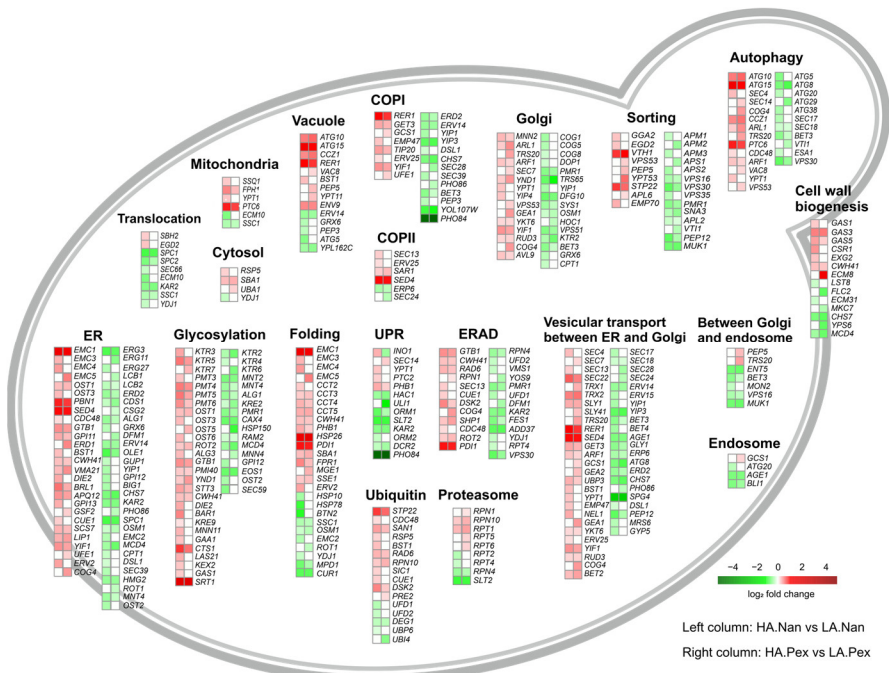 Autophagy
ATG10
ATG15
SEC4
SEC14
COG4
CCZ1
ARL1
TRS20
PTC6
CDC48
ARF1
VAC8
YPT1
VPS53
ATG5
ATG8
ATG20
ATG29
ATG38
SEC17
SEC18
BET3
VTI1
ESA1
VPS30
COPI
RER1
GET3
GCS1
EMP47
TIP20
ERV25
YIF1
UFE1
ERD2
ERV14
YIP1
YIP3
DSL1
CHS7
SEC28
SEC39
PHO86
BET3
PEP3
YOL107W
PHO84
Vacuole
ATG10
ATG15
CCZ1
RER1
VAC8
BST1
PEP5
YPT11
ENV9
ERV14
GRX6
PEP3
ATG5
YPL162C
Golgi
MNN2
ARL1
TRS20
ARF1
SEC7
YND1
YPT1
YIP4
VPS53
GEA1
YKT6
YIF1
RUD3
COG4
AVL9
COG1
COG5
COG8
DOP1
PMR1
TRS65
YIP1
DFG10
SYS1
OSM1
HOC1
VPS51
KTR2
BET3
GRX6
CPT1
Sorting
GGA2
EGD2
VTH1
VPS53
PEP5
YPT53
STP22
APL6
EMP70
APM1
APM2
APM3
APS1
APS2
VPS16
VPS30
VPS35
PMR1
SNA3
APL2
VTI1
PEP12
MUK1
Mitochondria
SSQ1
FPH*
YPT1
PTC6
ECM10
SSC1
Translocation
SBH2
EGD2
SPC1
SPC2
SEC66
ECM10
KAR2
SSC1
YDJ1
Cytosol
RSP5
SBA1
UBA1
YDJ1
COPII
SEC13
ERV25
SAR1
SED4
ERP6
SEC24
Cell wall
biogenesis
GAS1
GAS3
GAS5
CSR1
EXG2
CWH41
ECM8
LST8
FLC2
ECM31
MKC7
CHS7
YPS6
MCD4
ER
EMC1
EMC3
EMC4
EMC5
OST1
OST3
PBN1
SED4
CDC48
GTB1
GPI11
ERD1
BST1
CWH41
VMA21
DIE2
BRL1
APQ12
GPI13
GSF2
CUE1
SCS7
LIP1
YIF1
UFE1
ERV2
COG4
ERG3
ERG11
ERG27
LCB1
LCB2
ERD2
CDS1
CSG2
ALG1
GRX6
DFM1
ERV14
OLE1
GUP1
YIP1
GPI12
BIG1
CHS7
KAR2
PHO86
SPC1
OSM1
EMC2
MCD4
CPT1
DSL1
SEC39
HMG2
ROT1
MNT4
OST2
Glycosylation
KTR3
KTR5
KTR7
PMT3
PMT2
PMT5
PMT6
OST1
OST3
OST5
OST6
ROT2
ALG3
GTB1
PMI40
YND1
STT3
CWH41
DIE2
BAR1
KRE9
MNN11
GAA1
CTS1
LAS21
KEX2
GAS1
SRT1
KTR2
KTR4
KTR6
MNT2
MNT4
ALG1
KRE2
PMR1
CAX4
HSP150
RAM2
MCD4
MNN4
GPI12
EOS1
OST2
SEC59
Folding
EMC1
EMC3
EMC4
EMC5
CCT2
CCT3
CCT4
CCT5
CWH41
PHB1
HSP26
PDI1
SBA1
FPR1
MGE1
SSE1
ERV2
HSP10
HSP78
BTN2
SSC1
OSM1
EMC2
ROT1
YDJ1
MPD1
CUR1
UPR
INO1
SEC14
YPT1
PTC2
PHB1
HAC1
ULI1
ORM1
SLT2
KAR2
ORM2
DCR2
PHO84
ERAD
GTB1
CWH41
RAD6
RPN1
SEC13
CUE1
DSK2
COG4
SHP1
CDC48
ROT2
PDI1
RPN4
UFD2
VMS1
YOS9
PMR1
UFD1
DFM1
KAR2
FES1
ADD37
YDJ1
RPT4
VPS30
Vesicular transport
between ER and Golgi
SEC4
SEC7
SEC13
SEC22
TRX1
TRX2
SLY1
SLY41
TRS20
RER1
SED4
GET3
ARF1
GCS1
GEA2
UBP3
BST1
YPT1
EMP47
NEL1
GEA1
YKT6
ERV25
YIF1
RUD3
COG4
BET2
SEC17
SEC18
SEC28
SEC24
ERV14
ERV15
YIP1
YIP3
BET3
BET4
AGE1
GLY1
ERP6
ATG8
ERD2
CHS7
PHO86
SPG4
DSL1
PEP12
MRS6
GYP5
Between Golgi
and endosome
PEP5
TRS20
ENT5
BET3
MON2
VPS16
MUK1
Endosome
GCS1
ATG20
AGE1
BLI1
Ubiquitin
STP22
CDC48
SAN1
RSP5
BST1
RAD6
RPN10
SIC1
CUE1
DSK2
PRE2
UFD1
UFD2
DEG1
UBP6
UBI4
Proteasome
RPN1
RPN10
RPT1
RPT5
RPT6
RPT2
RPT4
RPN4
SLT2
−4 −2 0 2 4
log₂ fold change
Left column: HA.Nan vs LA.Nan
Right column: HA.Pex vs LA.Pex